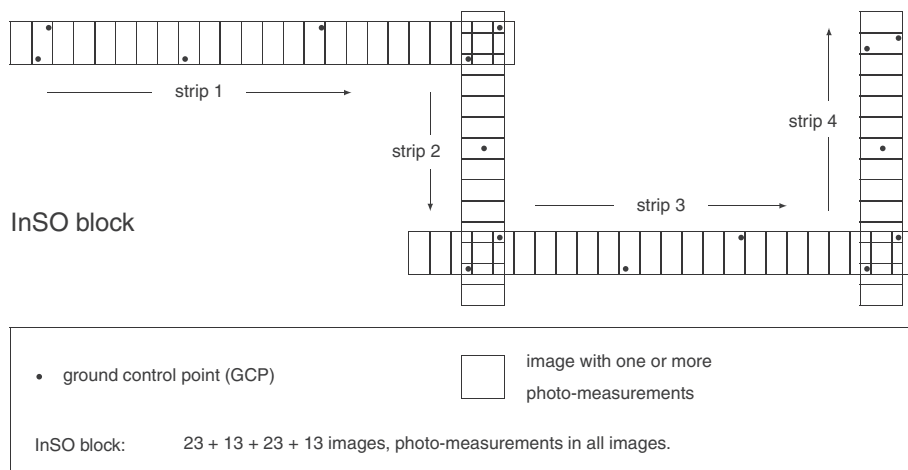 strip 1
strip 2
strip 4
strip 3
InSO block
ground control point (GCP)
image with one or more
photo-measurements
InSO block: 23 + 13 + 23 + 13 images, photo-measurements in all images.